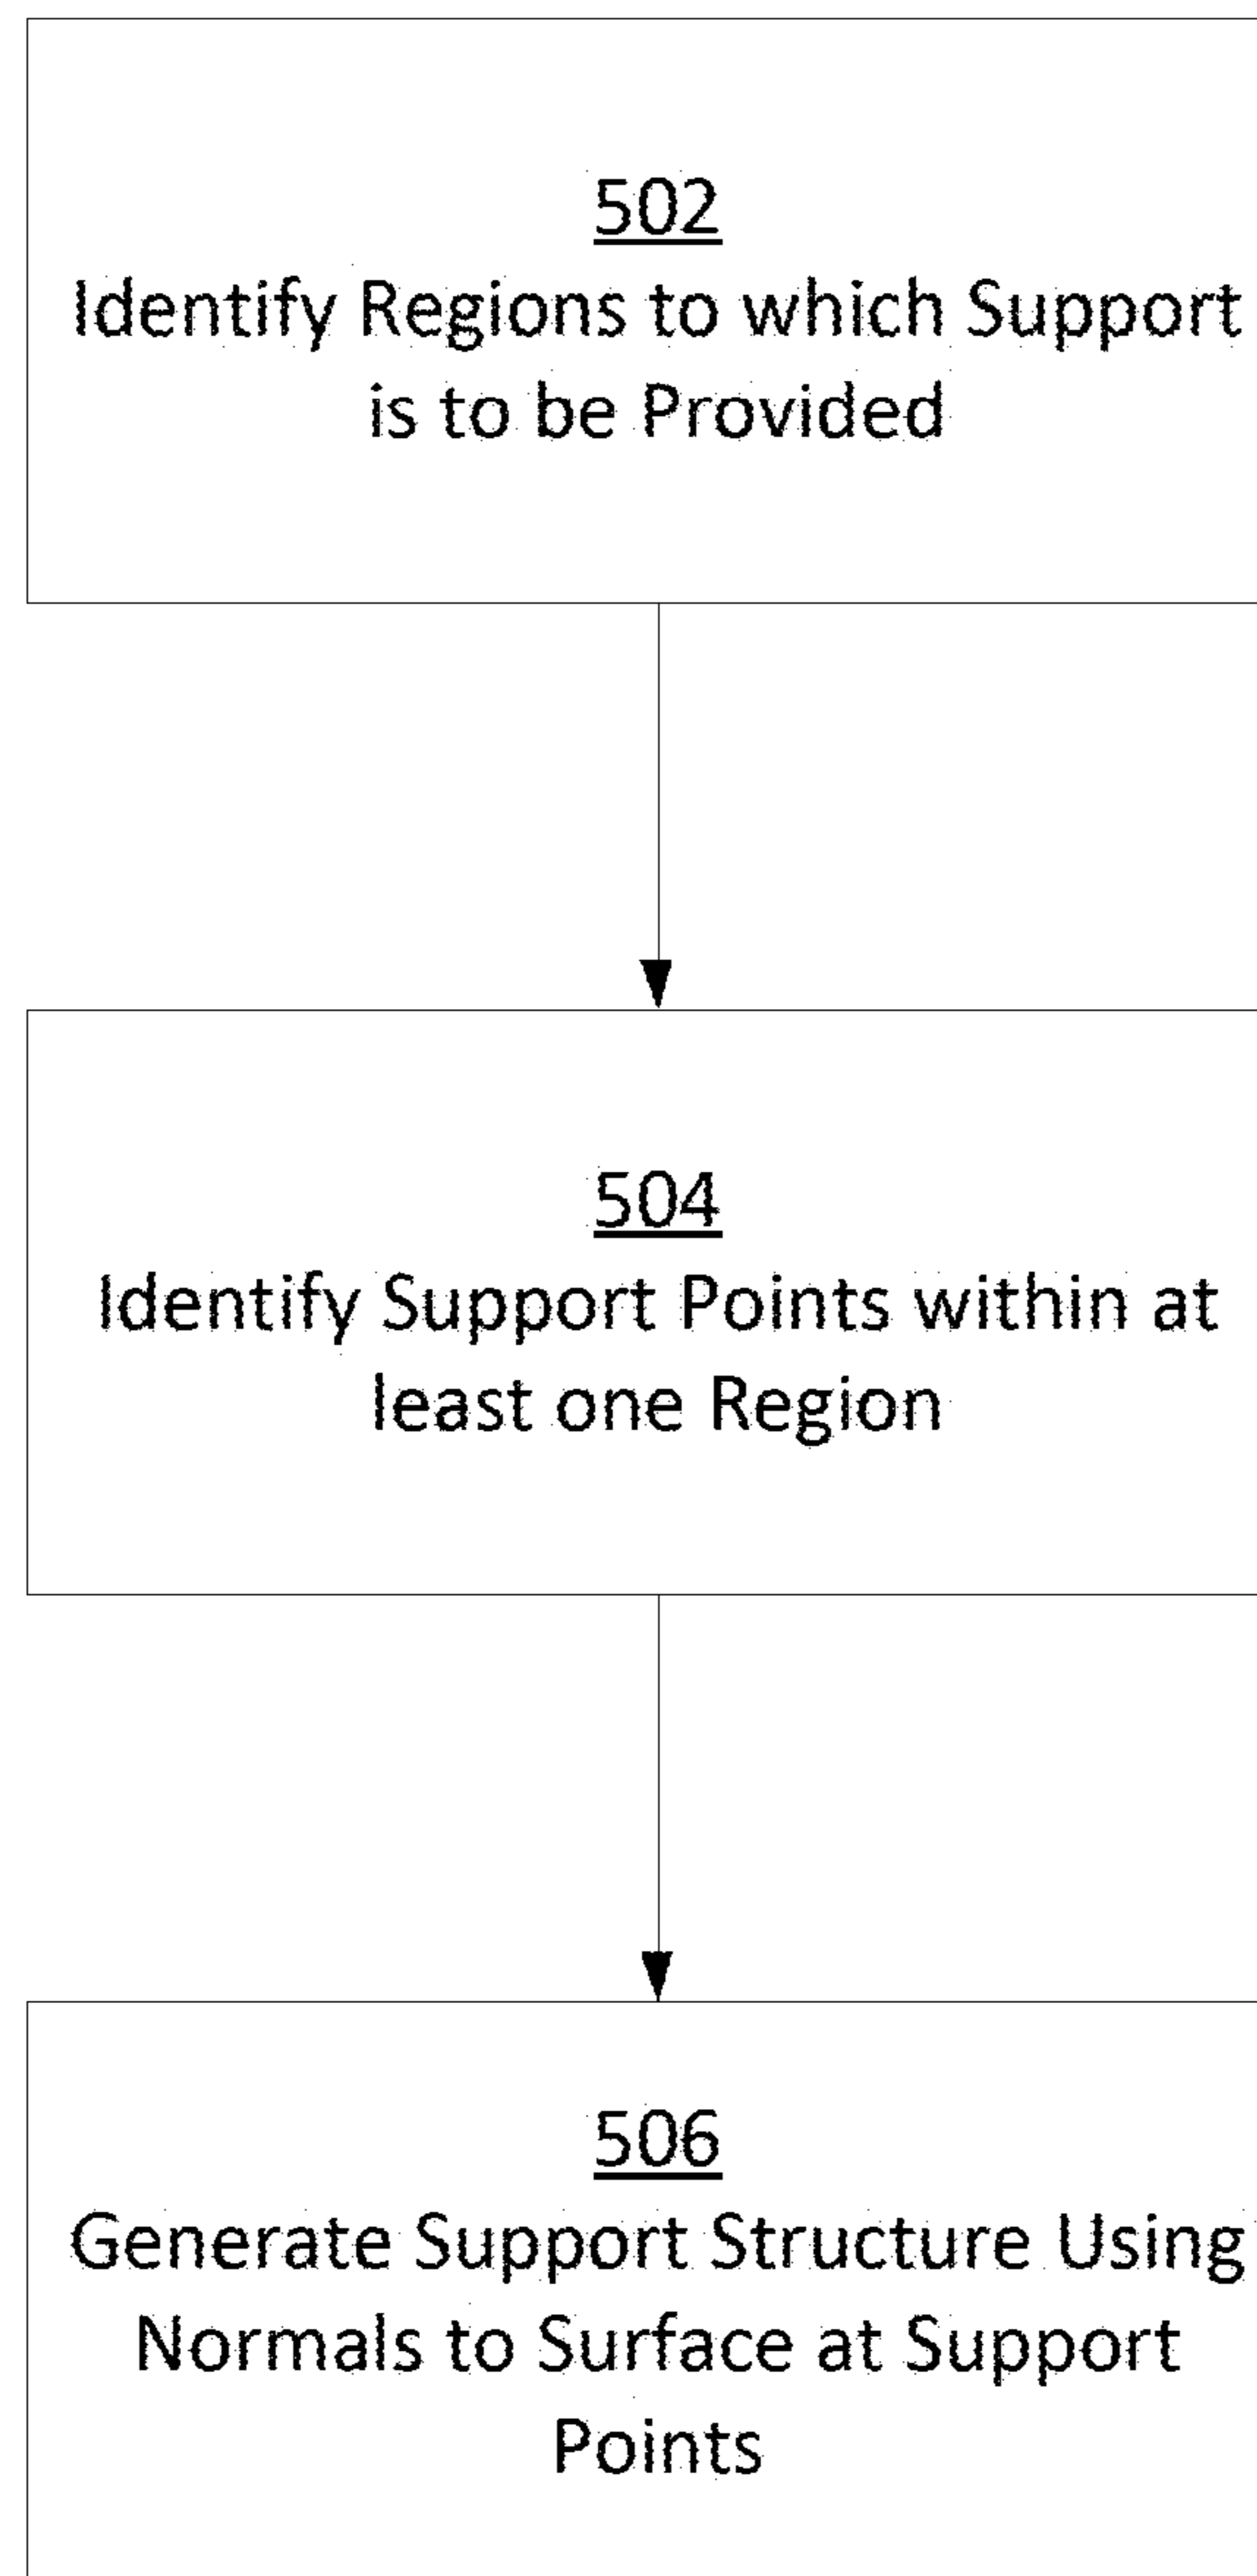 502
Identify Regions to which Support
is to be Provided
504
Identify Support Points within at
least one Region
506
Generate Support Structure Using
Normals to Surface at Support
Points